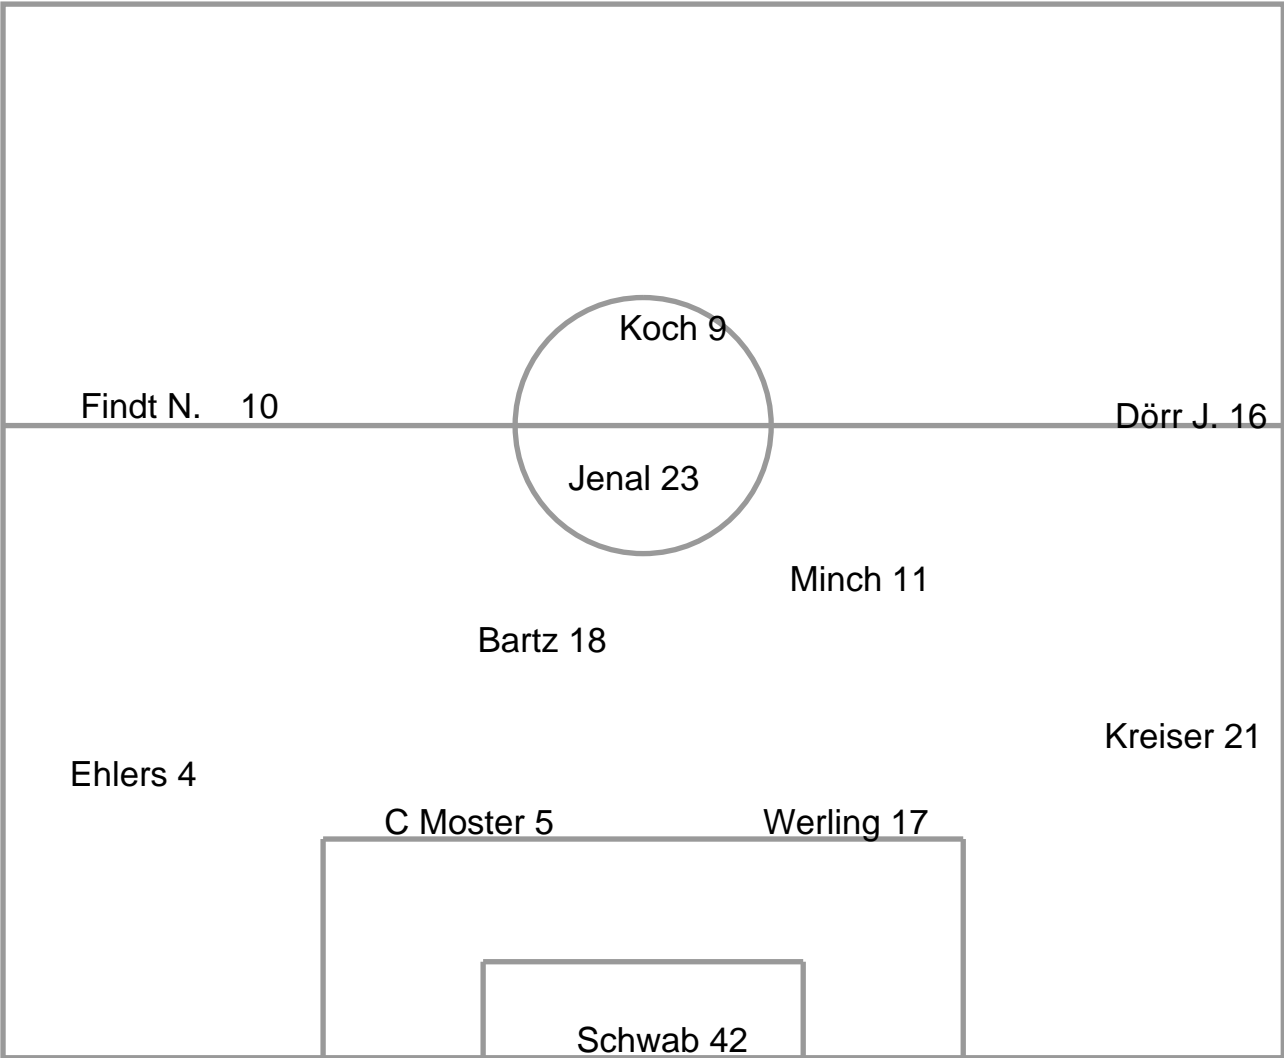 Koch 9
Findt N. 10
Dörr J. 16
Jenal 23
Minch 11
Bartz 18
Kreiser 21
Ehlers 4
C Moster 5
Werling 17
Schwab 42